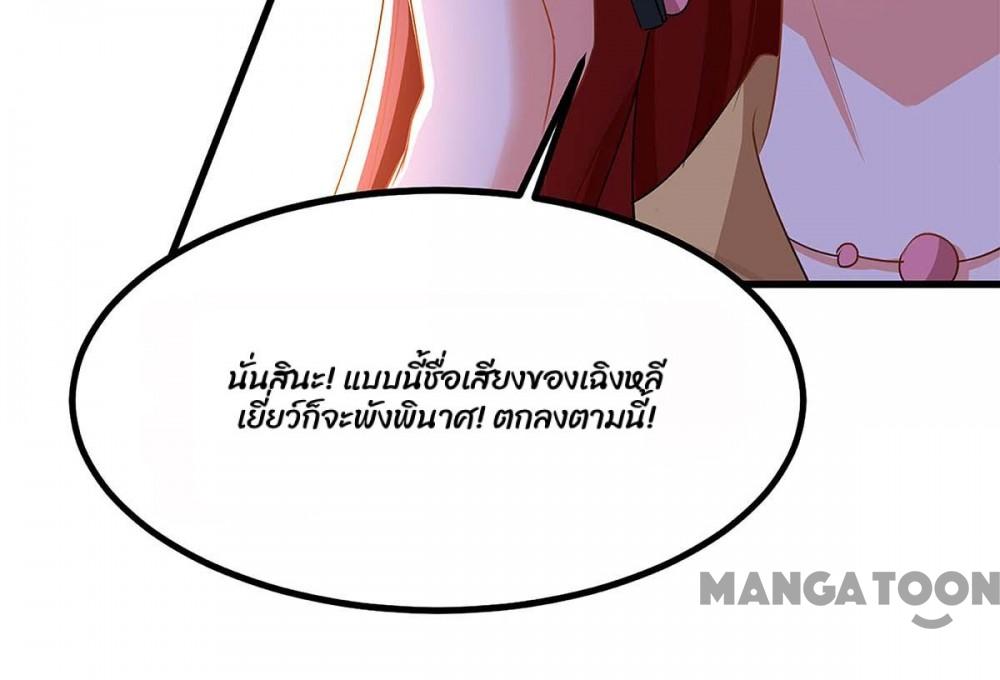 นั่นสินะ! แบบนี้ชื่อเสียงของเฉิงหลี
เยี่ยว์ก็จะพังพินาศ! ตกลงตามนี้!
MANGATOON